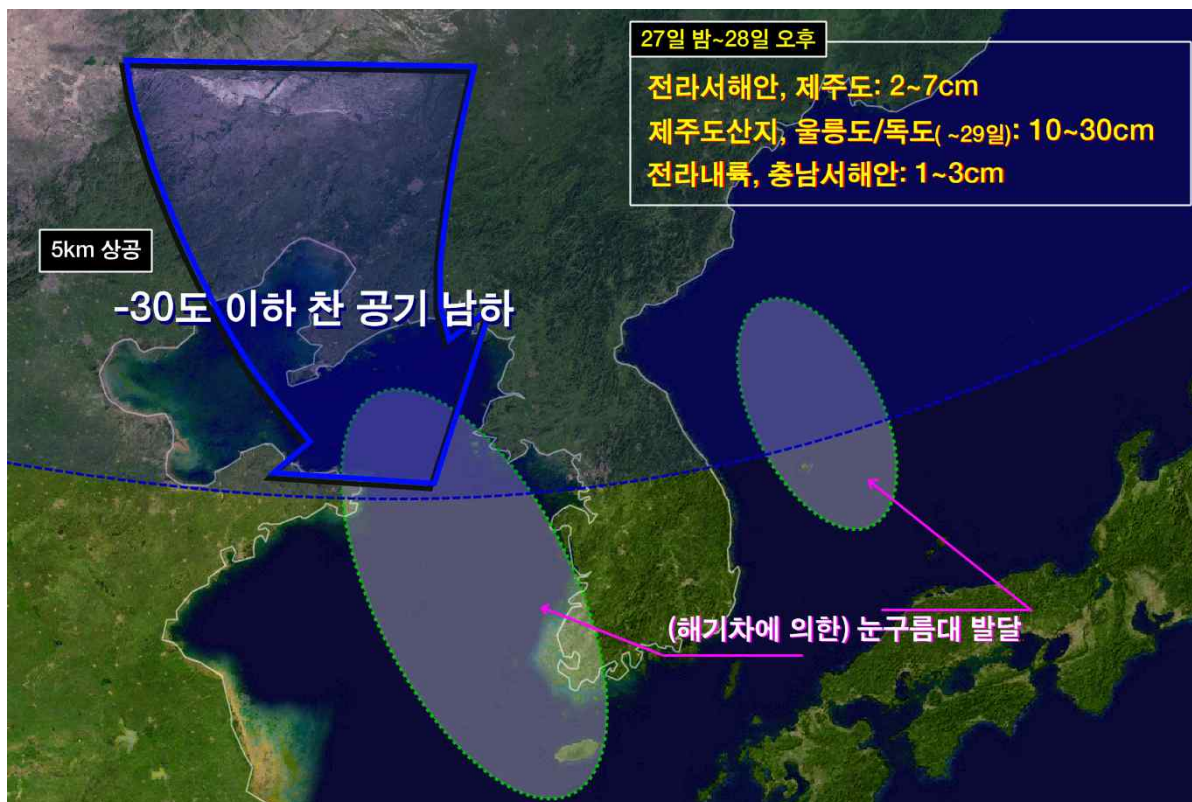 27일 밤~28일 오후
전라서해안, 제주도: 2~7cm
제주도산지, 울릉도/독도( ~29일): 10~30cm
전라내륙, 충남서해안: 1~3cm
5km 상공
-30도 이하 찬 공기 남하
(해기차에 의한) 눈구름대 발달